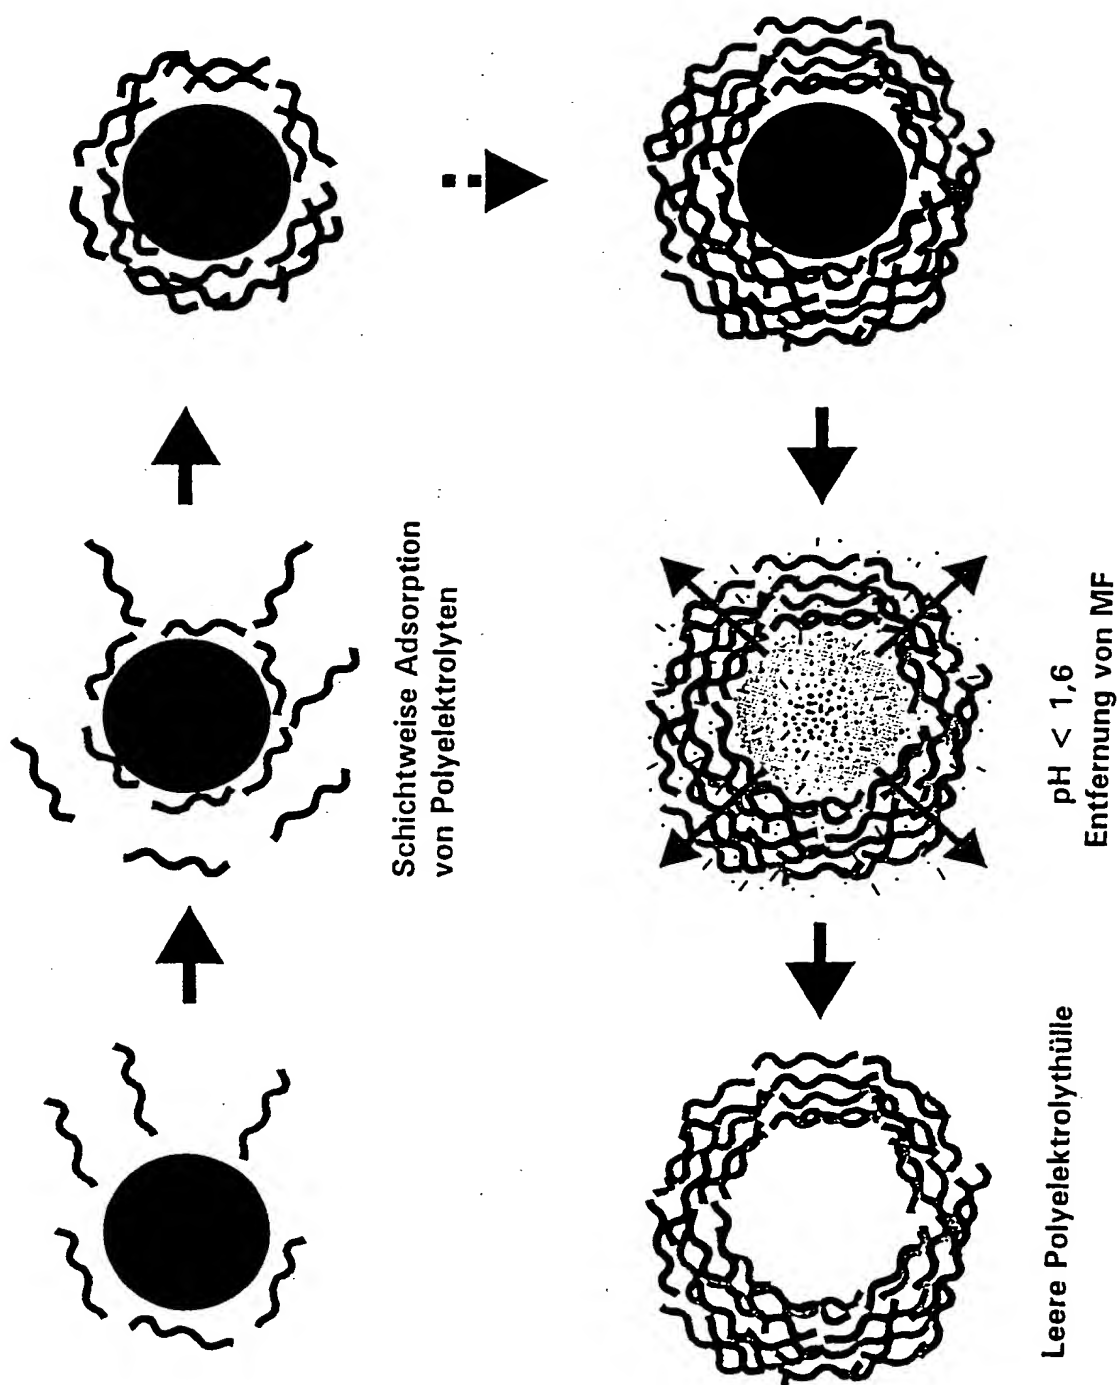 Schichtweise Adsorption
von Polyelektrolyten
pH < 1,6
Entfernung von MF
Leere Polyelektrolythülle